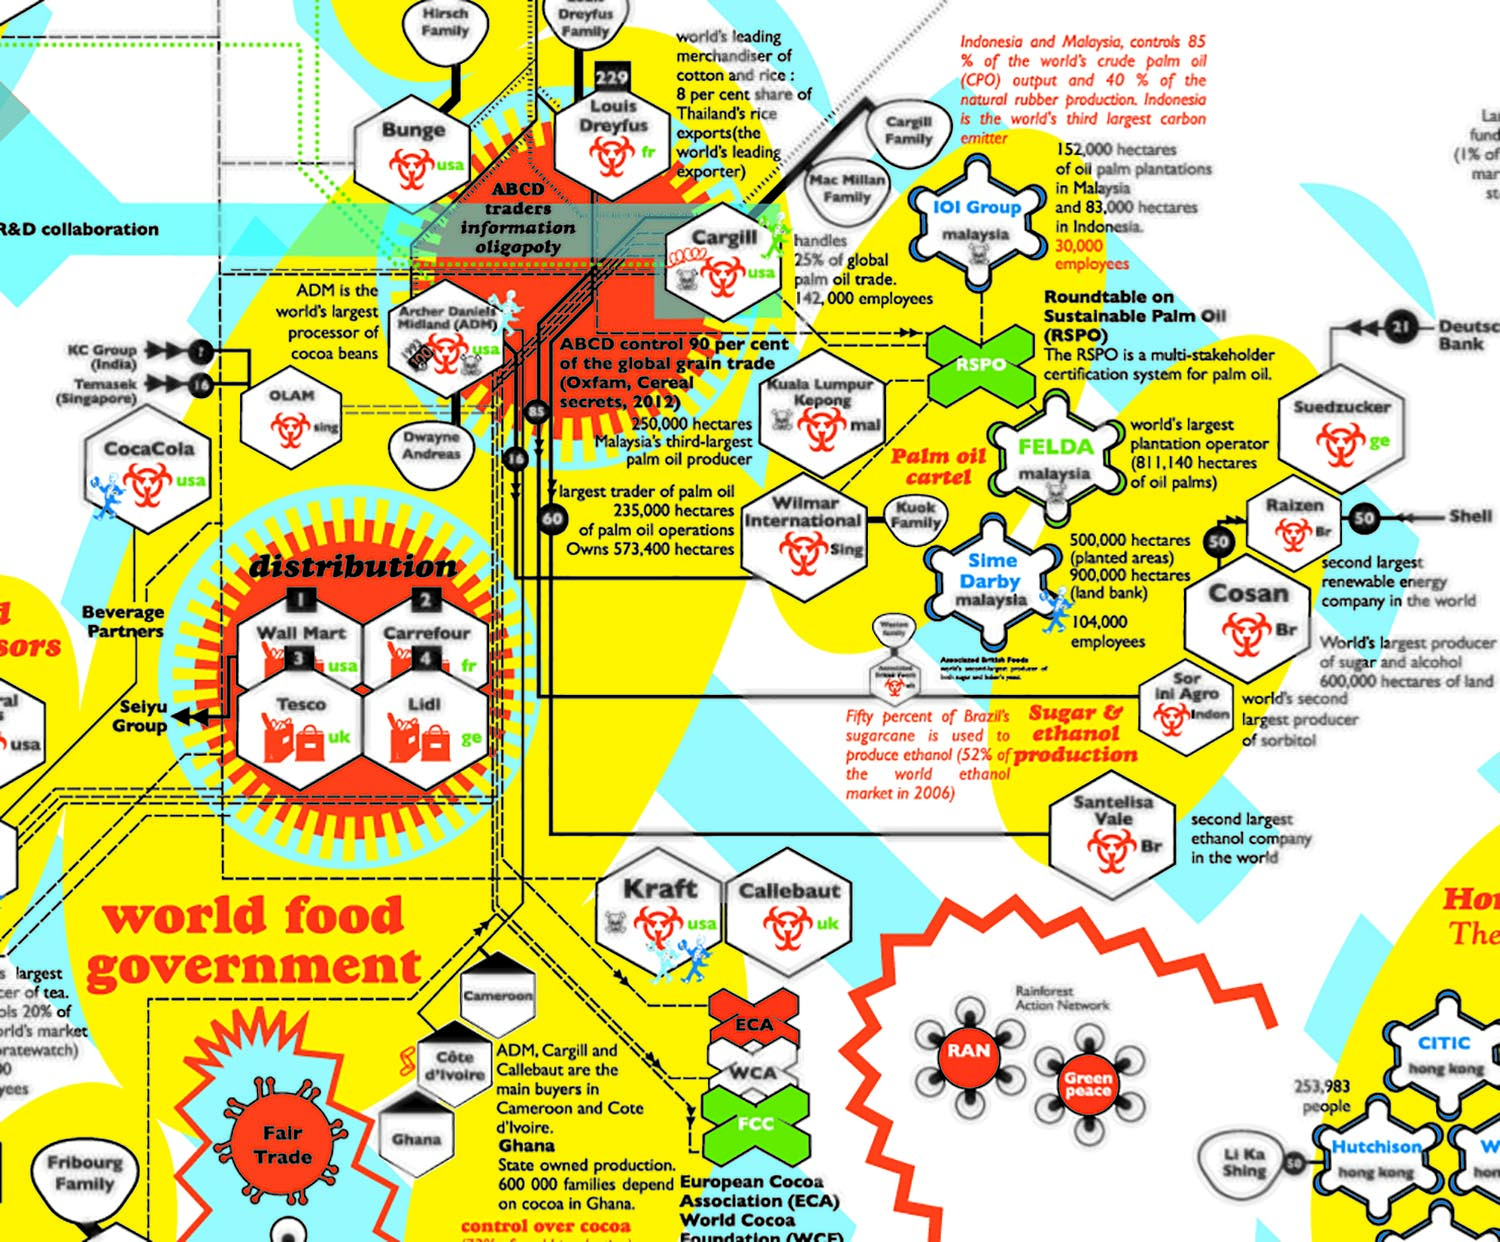 Hirsch
Family
Dreyfus
Family
229
Bunge
usa
Louis
Dreyfus
fr
world's leading
merchandiser of
cotton and rice :
8 per cent share of
Thailand's rice
exports(the
world's leading
exporter)
Cargill
Family
Mac Millan
Family
Indonesia and Malaysia, controls 85
% of the world's crude palm oil
(CPO) output and 40 % of the
natural rubber production. Indonesia
is the world's third largest carbon
emitter
152,000 hectares
of oil palm plantations
in Malaysia
and 83,000 hectares
in Indonesia.
30,000
employees
IOI Group
malaysia
ABCD
traders
information
oligopoly
R&D collaboration
Cargill
usa
handles
25% of global
palm oil trade.
142, 000 employees
ADM is the
world's largest
processor of
cocoa beans
Archer Daniels
Midland (ADM)
usa
ABCD control 90 per cent
of the global grain trade
(Oxfam, Cereal
secrets, 2012)
Roundtable on
Sustainable Palm Oil
(RSPO)
The RSPO is a multi-stakeholder
certification system for palm oil.
RSPO
21
Deutsc
Bank
KC Group
(India)
Temasek
(Singapore)
16
OLAM
sing
CocaCola
usa
Dwayne
Andreas
85
16
60
250,000 hectares
Malaysia's third-largest
palm oil producer
Kuala Lumpur
Kepong
mal
Palm oil
cartel
FELDA
malaysia
world's largest
plantation operator
(811,140 hectares
of oil palms)
Suedzucker
ge
largest trader of palm oil
235,000 hectares
of palm oil operations
Owns 573,400 hectares
Wilmar
International
Sing
Kuok
Family
Sime
Darby
malaysia
500,000 hectares
(planted areas)
900,000 hectares
(land bank)
104,000
employees
Raizen
Br
50
Shell
50
second largest
renewable energy
company in the world
Cosan
Br
World's largest producer
of sugar and alcohol
600,000 hectares of land
distribution
1
2
Wall Mart
usa
Carrefour
fr
3
4
Tesco
uk
Lidl
ge
Beverage
Partners
Seiyu
Group
usa
Weston
family
Associated
British Foods
Associated British Foods
world's second-largest producer of
both sugar and baker's yeast.
Fifty percent of Brazil's
sugarcane is used to
produce ethanol (52% of
the world ethanol
market in 2006)
Sugar &
ethanol
production
Sor
ini Agro
Indon
world's second
largest producer
of sorbitol
Santelisa
Vale
Br
second largest
ethanol company
in the world
Kraft
usa
Callebaut
uk
world food
government
largest
cer of tea.
ols 20% of
orld's market
ratewatch)
yees
Cameroon
Côte
d'Ivoire
Ghana
ADM, Cargill and
Callebaut are the
main buyers in
Cameroon and Cote
d'Ivoire.
Ghana
State owned production.
600 000 families depend
on cocoa in Ghana.
control over cocoa
ECA
WCA
FCC
European Cocoa
Association (ECA)
World Cocoa
Foundation (WCF)
Fair
Trade
Fribourg
Family
Rainforest
Action Network
RAN
Green
peace
Hon
The
CITIC
hong kong
253,983
people
Hutchison
hong kong
Li Ka
Shing
50